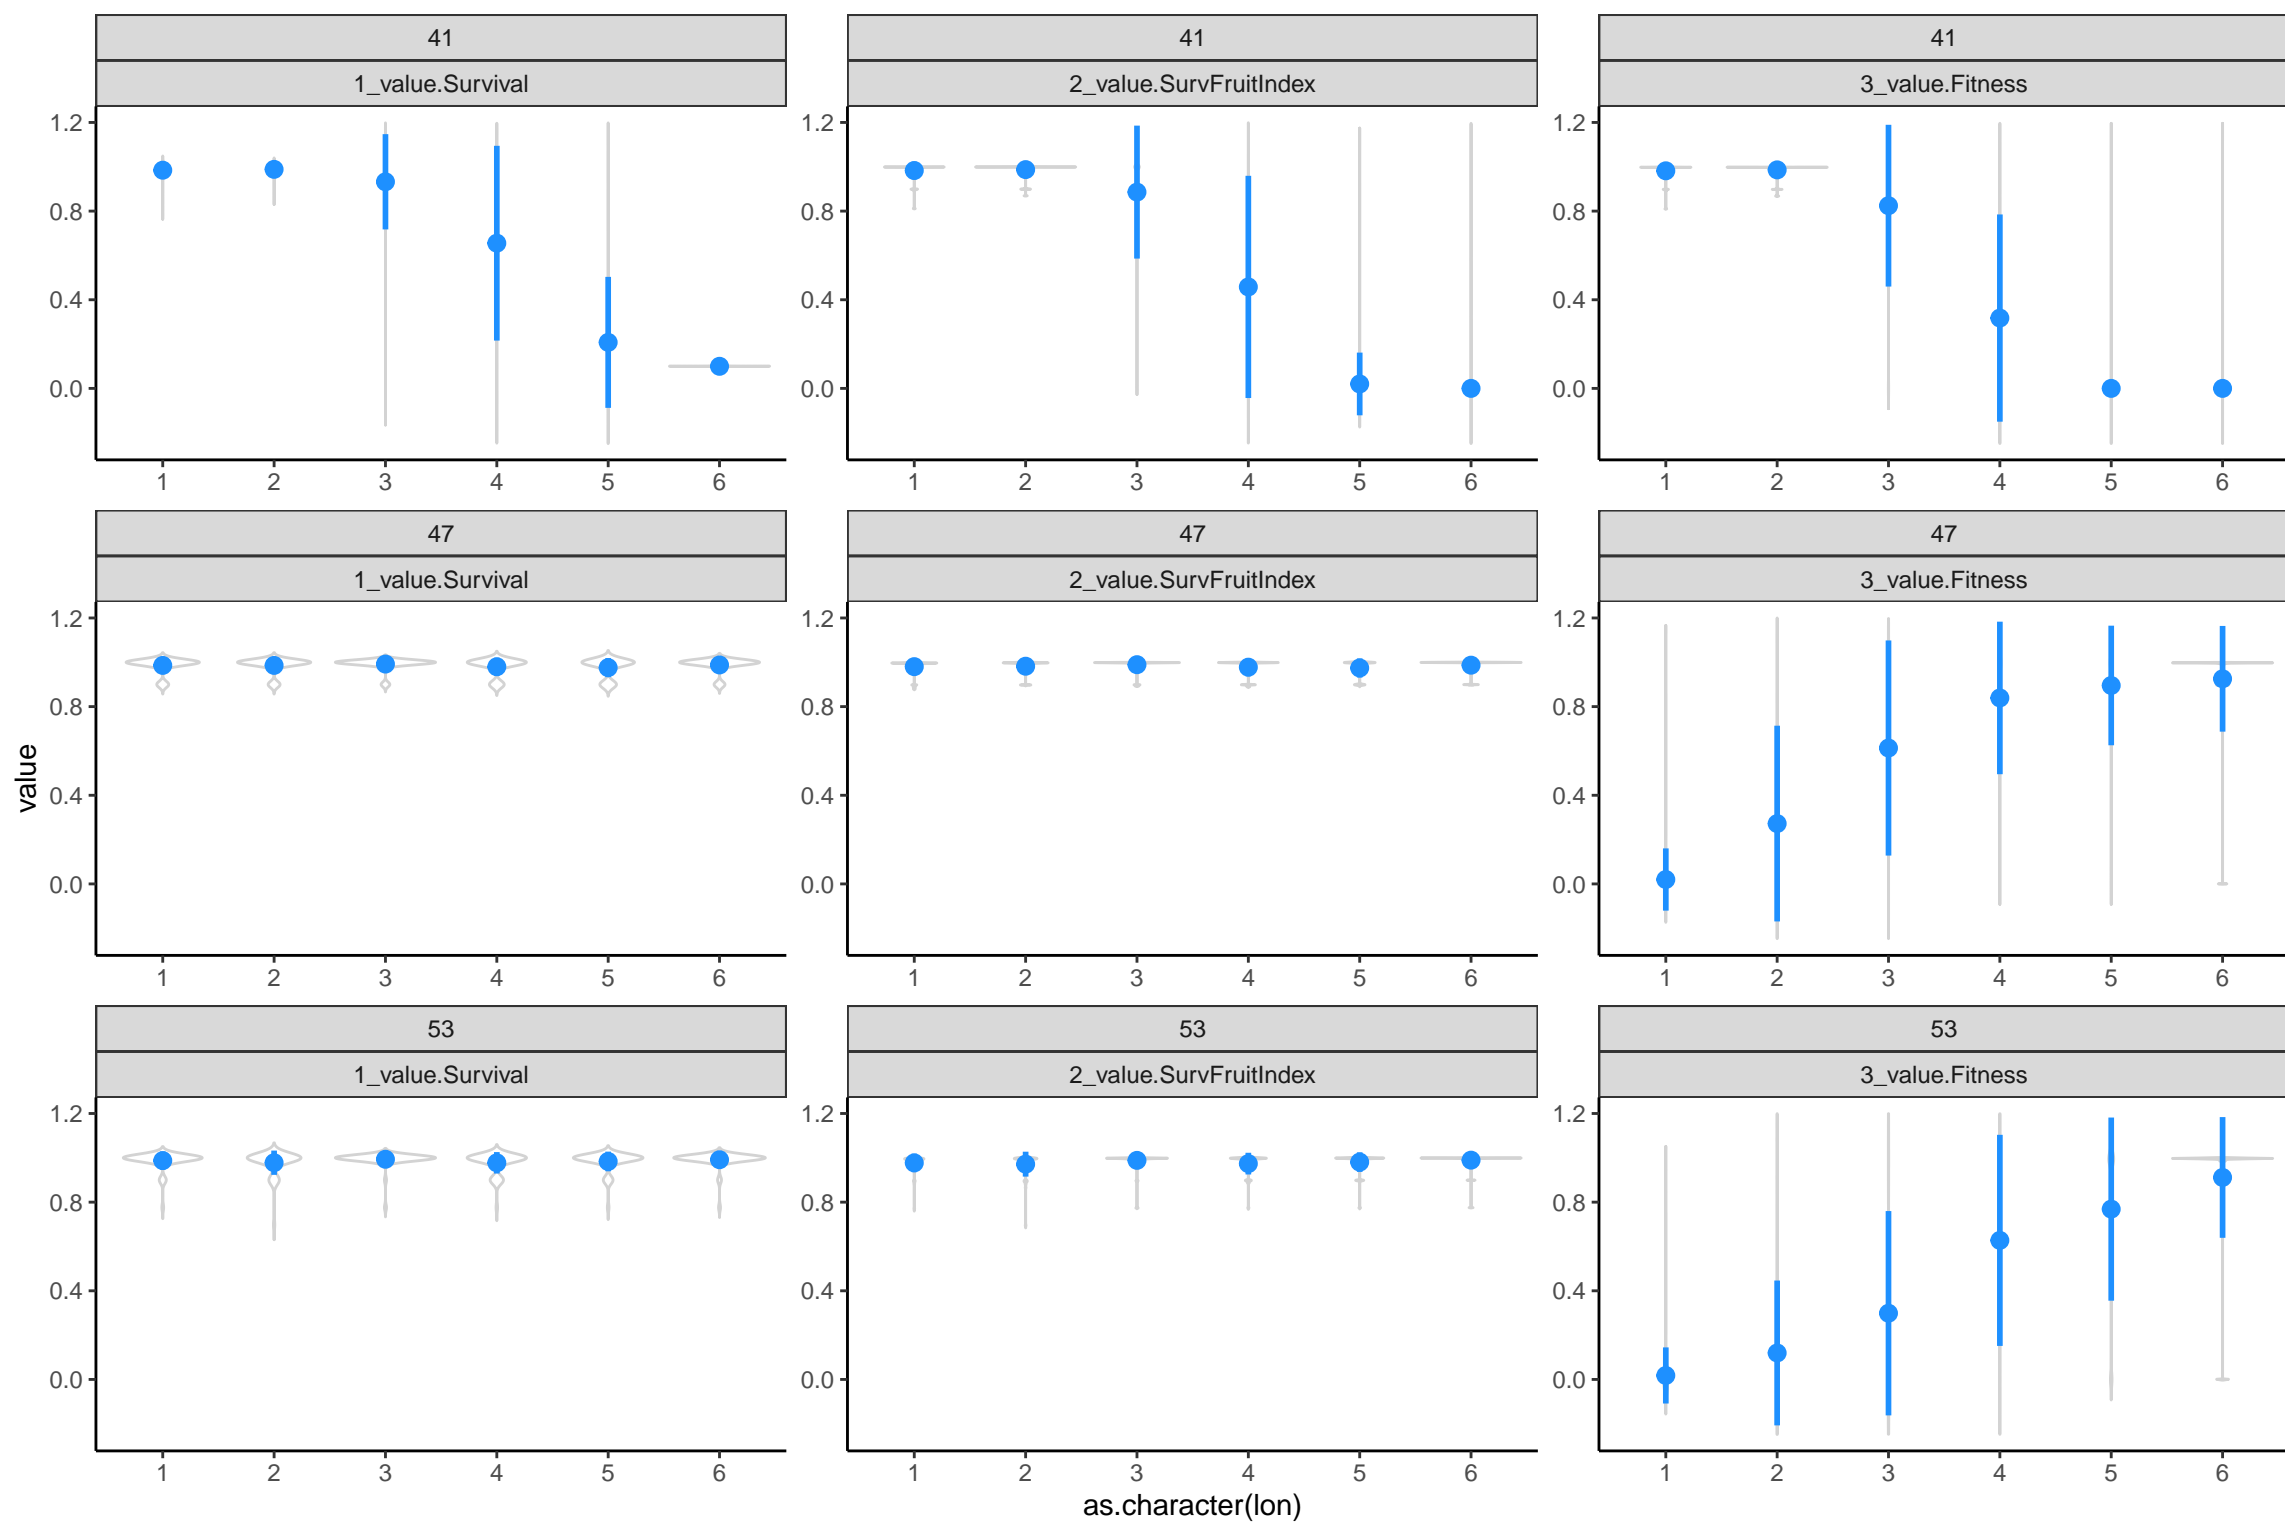 41 41 41
1_value.Survival 2_value.SurvFruitIndex 3_value.Fitness
1.2 1.2 1.2
0.8 0.8 0.8
0.4 0.4 0.4
0.0 0.0 0.0
1 2 3 4 5 6 1 2 3 4 5 6 1 2 3 4 5 6
47 47 47
1_value.Survival 2_value.SurvFruitIndex 3_value.Fitness
1.2 1.2 1.2
0.8 0.8 0.8
value
0.4 0.4 0.4
0.0 0.0 0.0
1 2 3 4 5 6 1 2 3 4 5 6 1 2 3 4 5 6
53 53 53
1_value.Survival 2_value.SurvFruitIndex 3_value.Fitness
1.2 1.2 1.2
0.8 0.8 0.8
0.4 0.4 0.4
0.0 0.0 0.0
1 2 3 4 5 6 1 2 3 4 5 6 1 2 3 4 5 6
as.character(lon)